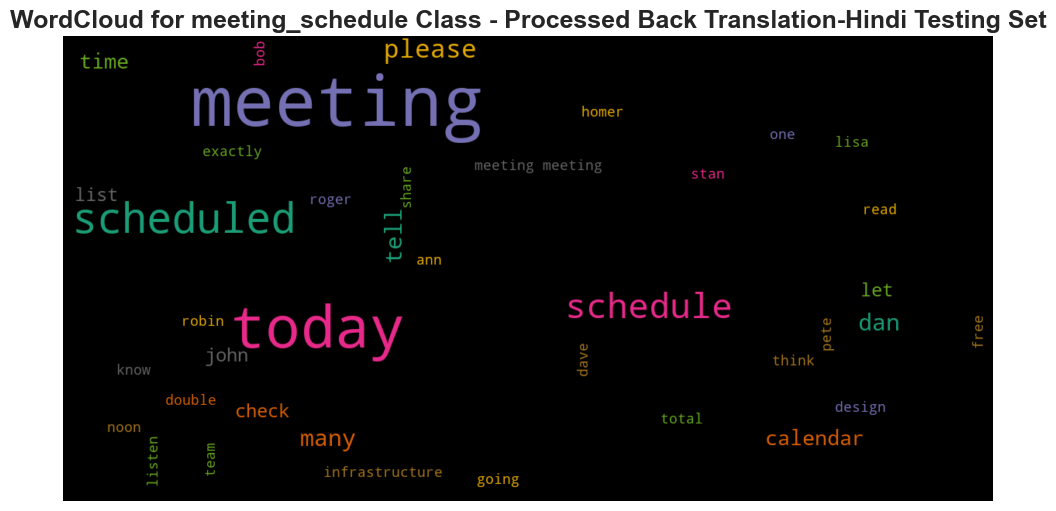 WordCloud for meeting_schedule Class - Processed Back Translation-Hindi Testing Set
time
bob
please
meeting
homer
one
lisa
exactly
meeting meeting
stan
list
roger
share
scheduled
tell
read
ann
let
schedule
dan
robin
today
pete
free
john
dave
think
know
double
check
design
total
noon
many
calendar
listen
team
infrastructure
going